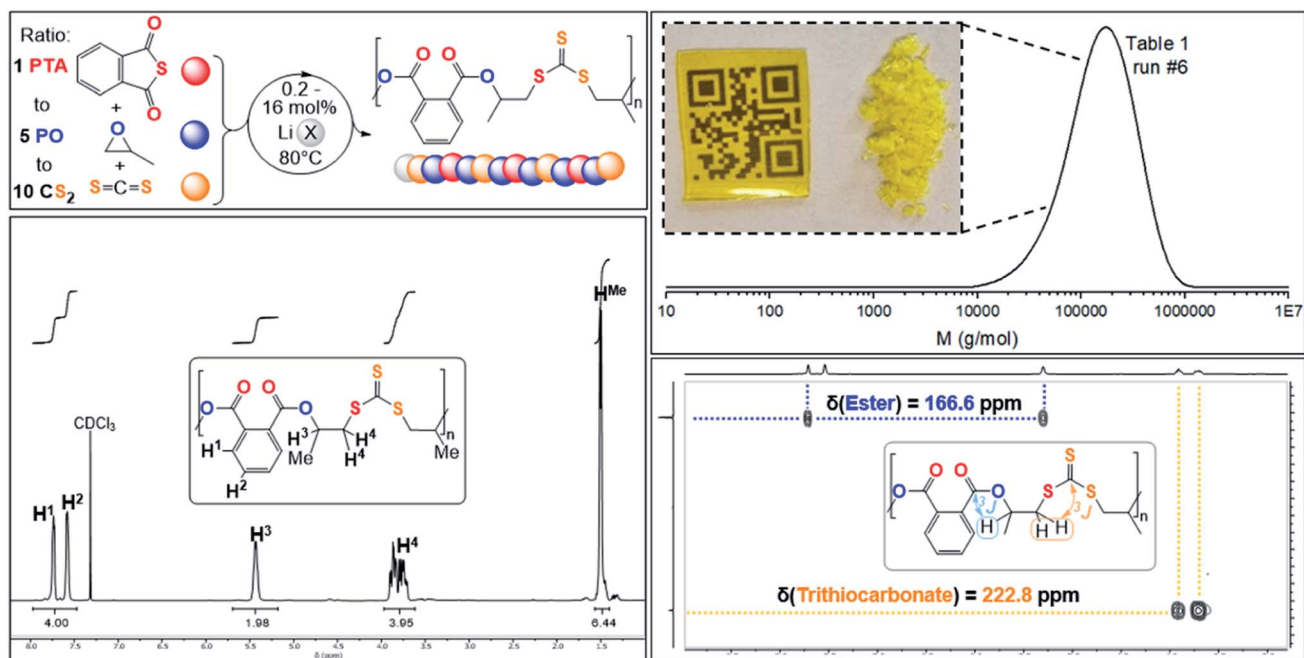 Ratio:
1 PTA
to
5 PO
to
10 CS2
O
S
O
+
O
+
S=C=S
0.2 -
16 mol%
Li X
80°C
O O S
O O S S
n
Table 1
run #6
10 100 1000 10000 100000 1000000 1E7
M (g/mol)
HMe
O O S
O O S S
n
H3 H4
H1 Me H4 Me
H2
CDCl3
H1 H2
H3
H4
4.00 1.98 3.95 6.44
8.0 7.5 7.0 6.5 6.0 5.5 5.0 4.5 4.0 3.5 3.0 2.5 2.0 1.5 1.0
δ (ppm)
δ(Ester) = 166.6 ppm
O O S
O O S S
3J 3J
H H H
n
δ(Trithiocarbonate) = 222.8 ppm